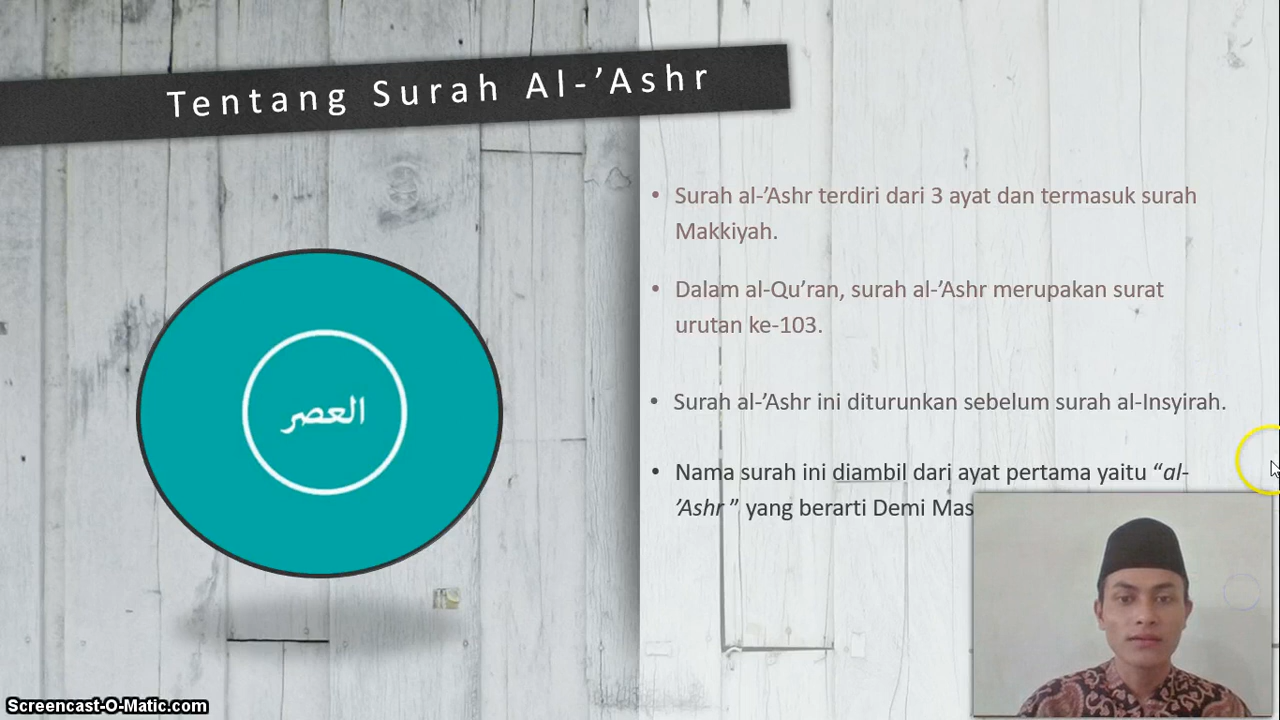 Tentang Surah Al-’Ashr
العصر
• Surah al-’Ashr terdiri dari 3 ayat dan termasuk surah
Makkiyah.
• Dalam al-Qu’ran, surah al-’Ashr merupakan surat
urutan ke-103.
• Surah al-’Ashr ini diturunkan sebelum surah al-Insyirah.
• Nama surah ini diambil dari ayat pertama yaitu “al-
’Ashr ” yang berarti Demi Mas
Screencast-O-Matic.com